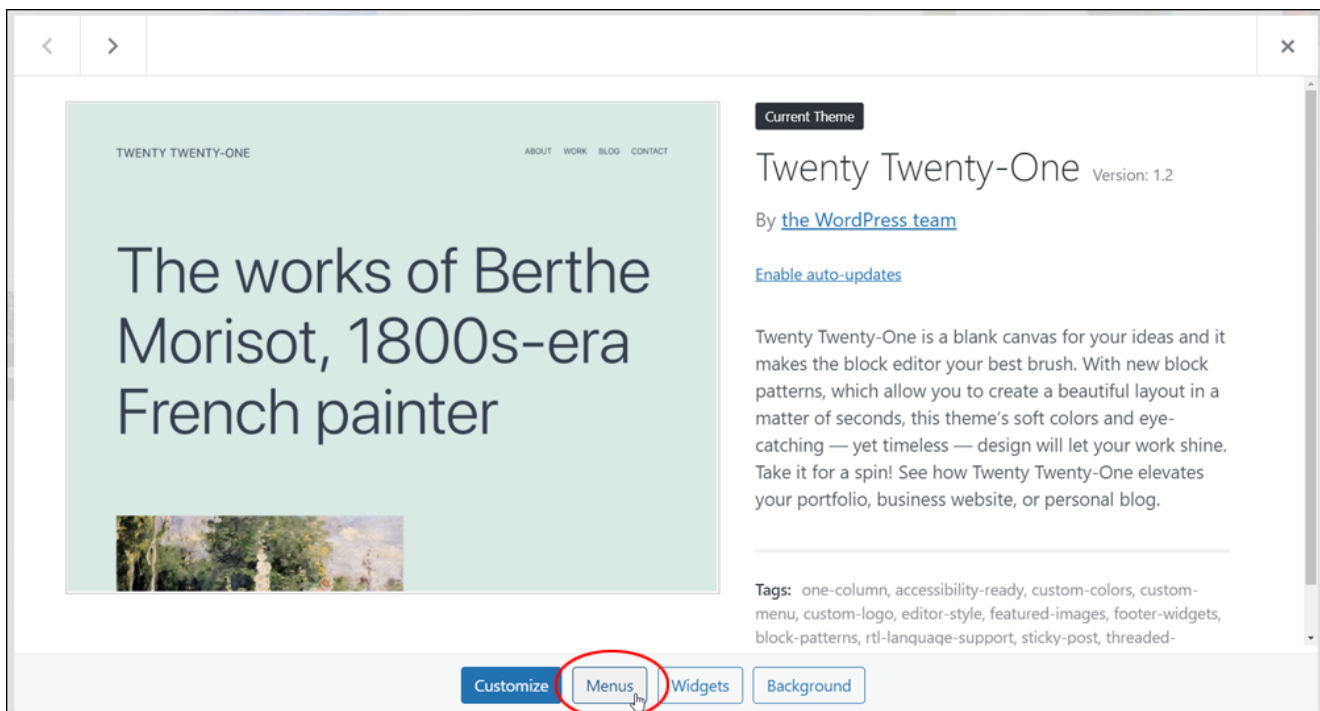 Current Theme
TWENTY TWENTY-ONE
ABOUT WORK BLOG CONTACT
Twenty Twenty-One Version: 1.2
By the WordPress team
The works of Berthe
Morisot, 1800s-era
French painter
Enable auto-updates
Twenty Twenty-One is a blank canvas for your ideas and it
makes the block editor your best brush. With new block
patterns, which allow you to create a beautiful layout in a
matter of seconds, this theme’s soft colors and eye-
catching — yet timeless — design will let your work shine.
Take it for a spin! See how Twenty Twenty-One elevates
your portfolio, business website, or personal blog.
Tags: one-column, accessibility-ready, custom-colors, custom-
menu, custom-logo, editor-style, featured-images, footer-widgets,
block-patterns, rtl-language-support, sticky-post, threaded-
Customize Menus Widgets Background